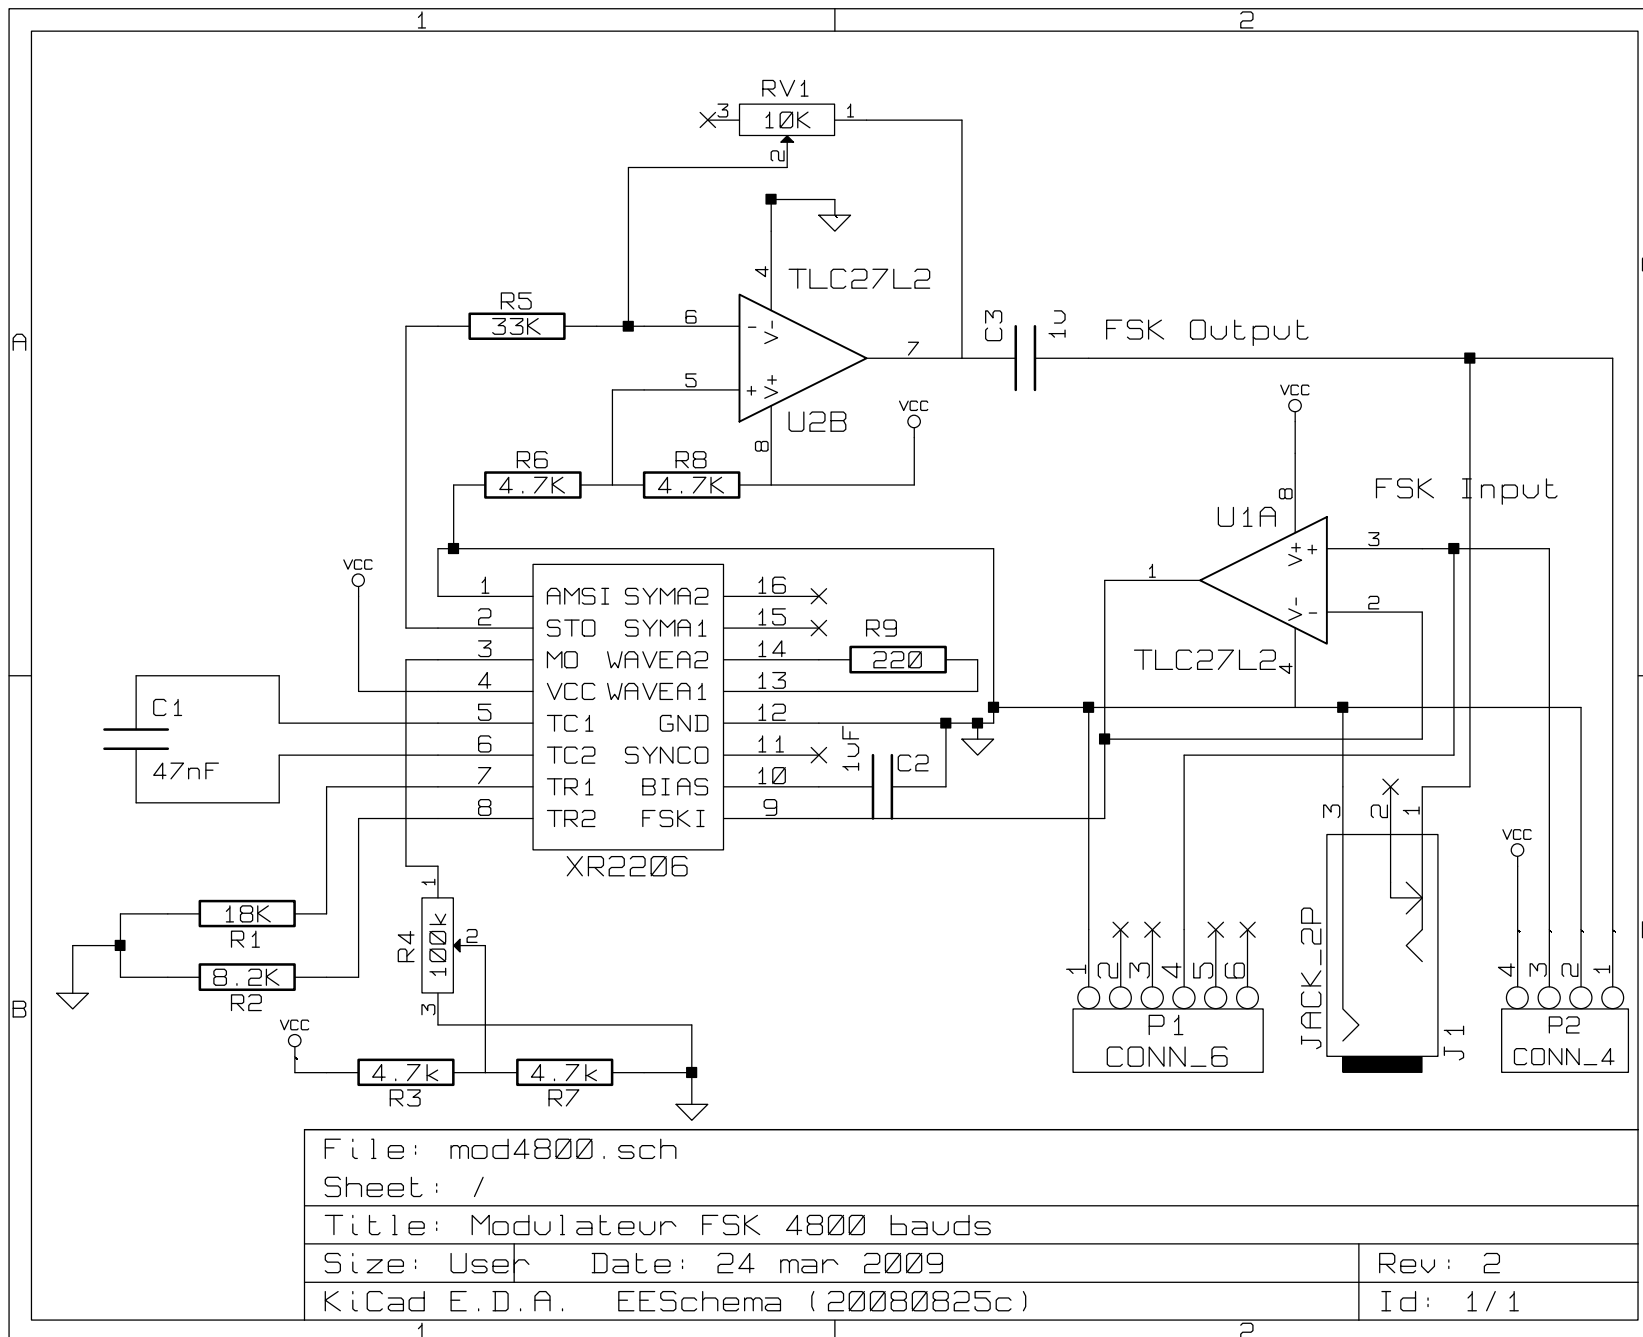 1 2
RV1
3 10K 1
2
4 TLC27L2
R5
33K 6 - V-
A
7 C3 1u FSK Output
5 + V+
U2B
8 VCC
VCC
R6 R8
4.7K 4.7K
8 FSK Input
U1A
VCC
3 V+ +
1
2 V- -
TLC27L2 4
1 AMSI SYMA2 16
2 STO SYMA1 15
R9
3 MO WAVEA2 14 220
4 VCC WAVEA1 13
C1
5 TC1 GND 12
6 TC2 SYNCO 11
47nF
1uF C2
7 TR1 BIAS 10
8 TR2 FSKI 9
XR2206
3 2 1
VCC
18K
R1
8.2K
R2
1
R4 100k 2
3
1 2 3 4 5 6
P1
CONN_6
JACK_2P
J1
4 3 2 1
P2
CONN_4
B
VCC
4.7k 4.7k
R3 R7
File: mod4800.sch
Sheet: /
Title: Modulateur FSK 4800 bauds
Size: User Date: 24 mar 2009 Rev: 2
KiCad E.D.A. EESchema (20080825c) Id: 1/1
1 2